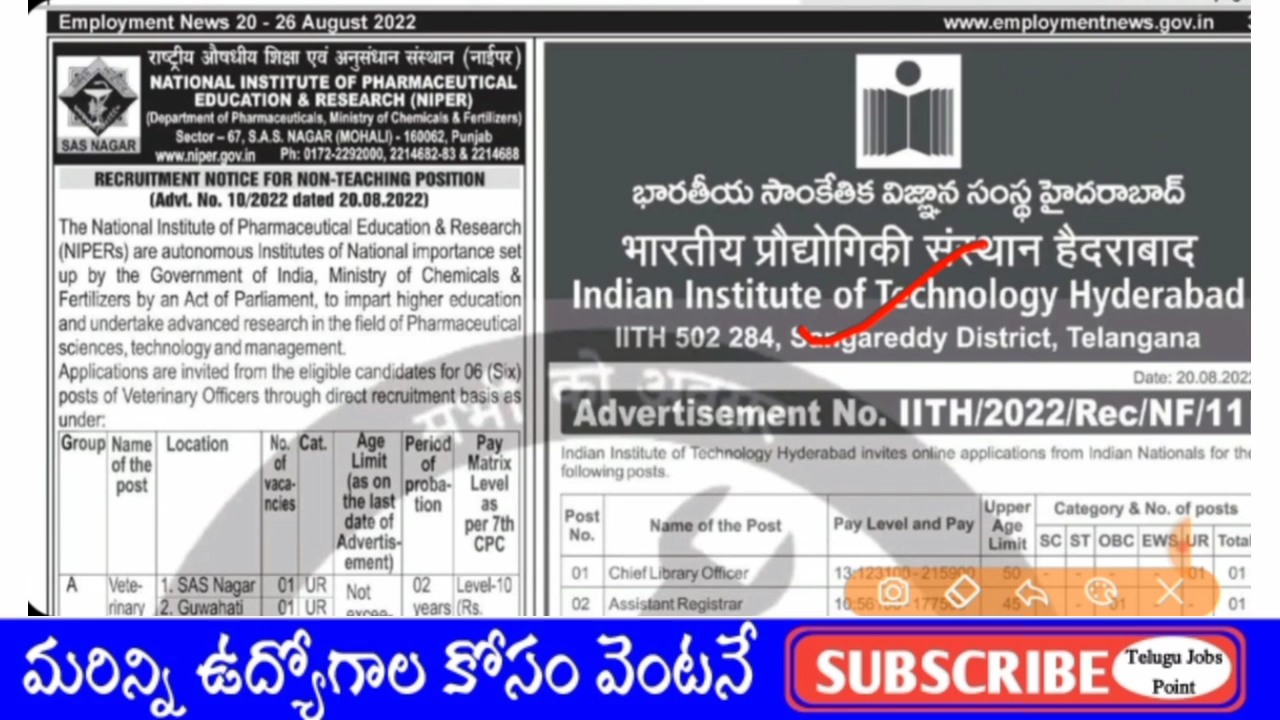 Employment News 20 - 26 August 2022
www.employmentnews.gov.in
राष्ट्रीय औषधीय शिक्षा एवं अनुसंधान संस्थान (नाईपर)
NATIONAL INSTITUTE OF PHARMACEUTICAL
EDUCATION & RESEARCH (NIPER)
(Department of Pharmaceuticals, Ministry of Chemicals & Fertilizers)
Sector – 67, S.A.S. NAGAR (MOHALI) - 160062, Punjab
SAS NAGAR
www.niper.gov.in Ph: 0172-2292000, 2214682-83 & 2214688
RECRUITMENT NOTICE FOR NON-TEACHING POSITION
(Advt. No. 10/2022 dated 20.08.2022)
The National Institute of Pharmaceutical Education & Research
(NIPERs) are autonomous Institutes of National importance set
up by the Government of India, Ministry of Chemicals &
Fertilizers by an Act of Parliament, to impart higher education
and undertake advanced research in the field of Pharmaceutical
sciences, technology and management.
Applications are invited from the eligible candidates for 06 (Six)
posts of Veterinary Officers through direct recruitment basis as
under:
Group Name of the post Location No. of vaca-ncies Cat. Age Limit (as on the last date of Advertis-ement) Period of proba-tion Pay Matrix Level as per 7th CPC
A Vete- 1. SAS Nagar 01 UR Not 02 Level-10
rinary 2. Guwahati 01 UR excee- years (Rs.
భారతీయ సాంకేతిక విజ్ఞాన సంస్థ హైదరాబాద్
भारतीय प्रौद्योगिकी संस्थान हैदराबाद
Indian Institute of Technology Hyderabad
IITH 502 284, Sangareddy District, Telangana
Date: 20.08.2022
Advertisement No. IITH/2022/Rec/NF/11
Indian Institute of Technology Hyderabad invites online applications from Indian Nationals for the
following posts.
Post No. Name of the Post Pay Level and Pay Upper Age Limit Category & No. of posts
SC ST OBC EWS UR Total
01 Chief Library Officer 13:123100 - 215900 50 - - - - 01 01
02 Assistant Registrar 45 - - 01 01
మరిన్ని ఉద్యోగాల కోసం వెంటనే
SUBSCRIBE
Telugu Jobs
Point